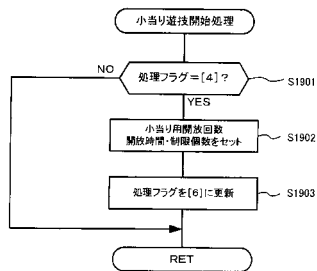 小当り遊技開始処理
処理フラグ=[4]?
S1901
NO
YES
小当り用開放回数
開放時間・制限個数をセット
S1902
処理フラグを[6]に更新
S1903
RET